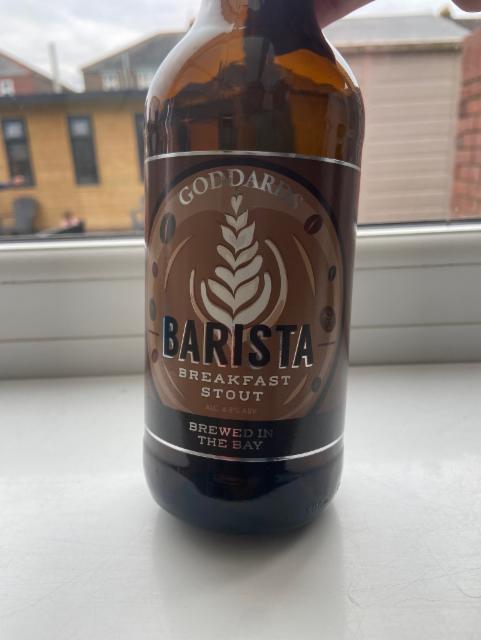 GODDARDS
BARISTA
BREAKFAST
STOUT
BREWED IN
THE BAY